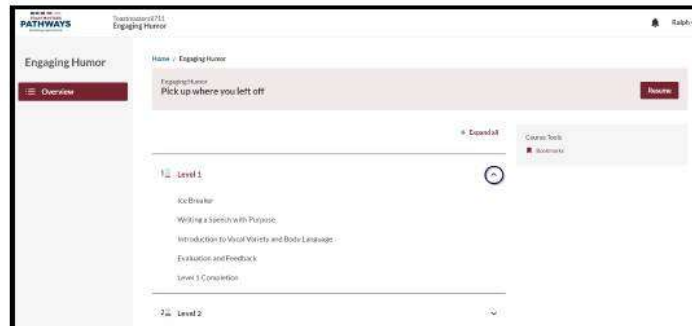 PATHWAYS
Engaging Humor
Ralph
Engaging Humor
Home / Engaging Humor
Overview
Engaging Humor
Pick up where you left off
Resume
+ Expand all
Course Tools
Bookmarks
Level 1
Ice Breaker
Writing a Speech with Purpose
Introduction to Vocal Variety and Body Language
Evaluation and Feedback
Level 1 Completion
Level 2